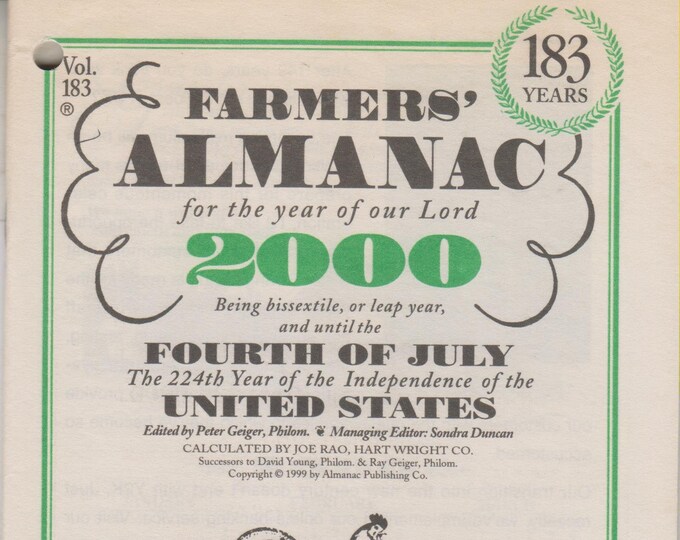 Vol.
183
®
183
YEARS
FARMERS'
ALMANAC
for the year of our Lord
2000
Being bissextile, or leap year,
and until the
FOURTH OF JULY
The 224th Year of the Independence of the
UNITED STATES
Edited by Peter Geiger, Philom. ❦ Managing Editor: Sondra Duncan
CALCULATED BY JOE RAO, HART WRIGHT CO.
Successors to David Young, Philom. & Ray Geiger, Philom.
Copyright © 1999 by Almanac Publishing Co.